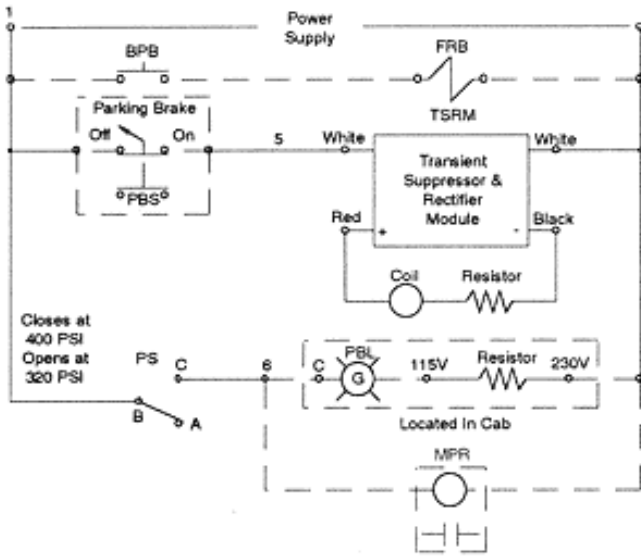 1
Power
Supply
BPB
FRB
TSRM
Parking Brake
Off
On
PBS
5
White
White
Transient
Suppressor &
Rectifier
Module
Red
Black
+
-
Coil
Resistor
Closes at
400 PSI
Opens at
320 PSI
PS
C
B
A
6
C
PBL
G
115V
Resistor
230V
Located In Cab
MPR